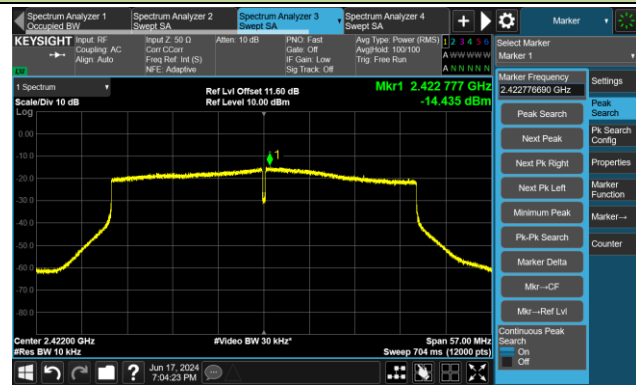 Spectrum Analyzer 1
Occupied BW
Spectrum Analyzer 2
Swept SA
Spectrum Analyzer 3
Swept SA
Spectrum Analyzer 4
Swept SA
Marker
KEYSIGHT
Input: RF
Coupling: AC
Align: Auto
Input Z: 50 Ω
Corr CCorr
Freq Ref: Int (S)
NFE: Adaptive
Atten: 10 dB
PNO: Fast
Gate: Off
IF Gain: Low
Sig Track: Off
Avg Type: Power (RMS)
Avg|Hold: 100/100
Trig: Free Run
1 2 3 4 5 6
A W W W W W
A N N N N N
LW
Select Marker
Marker 1
1 Spectrum
Scale/Div 10 dB
Log
Ref Lvl Offset 11.60 dB
Ref Level 10.00 dBm
Mkr1 2.422 777 GHz
-14.435 dBm
0.00
-10.0
-20.0
-30.0
-40.0
-50.0
-60.0
-70.0
-80.0
1
Center 2.42200 GHz
#Res BW 10 kHz
#Video BW 30 kHz*
Span 57.00 MHz
Sweep 704 ms (12000 pts)
Marker Frequency
2.422776690 GHz
Peak Search
Next Peak
Next Pk Right
Next Pk Left
Minimum Peak
Pk-Pk Search
Marker Delta
Mkr→CF
Mkr→Ref Lvl
Continuous Peak
Search
On
Off
Settings
Peak
Search
Pk Search
Config
Properties
Marker
Function
Marker→
Counter
Jun 17, 2024
7:04:23 PM